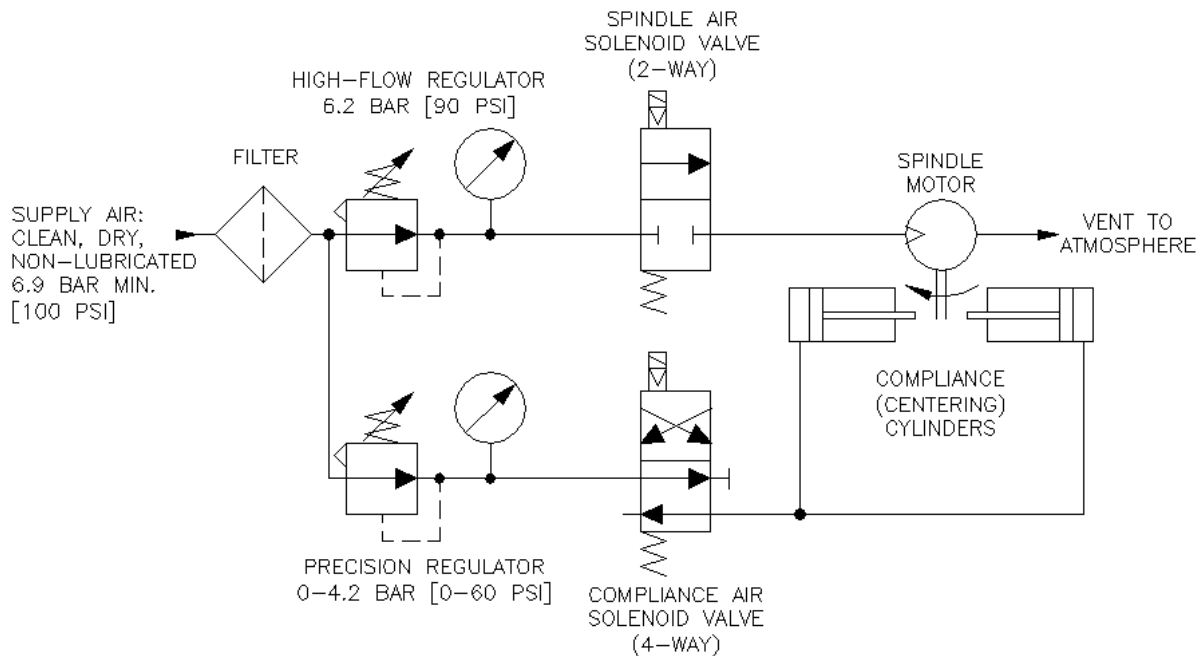 SPINDLE AIR
SOLENOID VALVE
(2-WAY)
HIGH-FLOW REGULATOR
6.2 BAR [90 PSI]
FILTER
SPINDLE
MOTOR
SUPPLY AIR:
CLEAN, DRY,
NON-LUBRICATED
6.9 BAR MIN.
[100 PSI]
VENT TO
ATMOSPHERE
COMPLIANCE
(CENTERING)
CYLINDERS
PRECISION REGULATOR
0-4.2 BAR [0-60 PSI]
COMPLIANCE AIR
SOLENOID VALVE
(4-WAY)